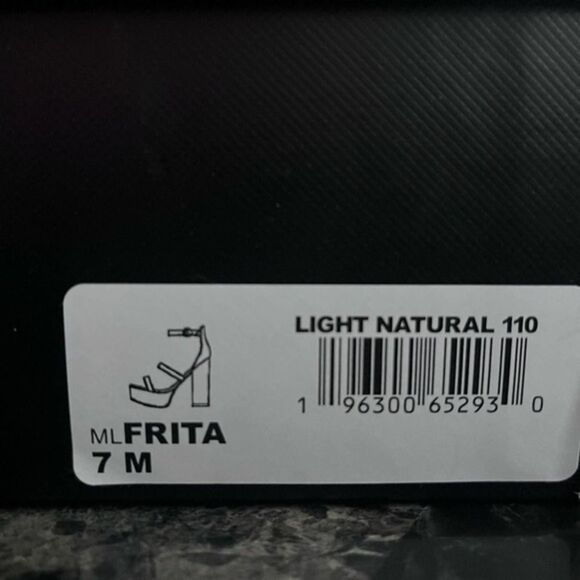 LIGHT NATURAL 110
1 96300 65293 0
MLFRITA
7 M